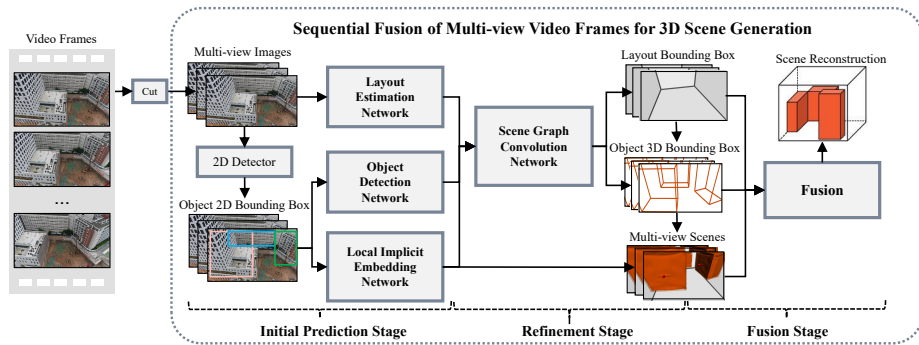 Sequential Fusion of Multi-view Video Frames for 3D Scene Generation
Video Frames
Cut
...
Multi-view Images
2D Detector
Object 2D Bounding Box
Layout
Estimation
Network
Object
Detection
Network
Local Implicit
Embedding
Network
Scene Graph
Convolution
Network
Layout Bounding Box
Object 3D Bounding Box
Multi-view Scenes
Scene Reconstruction
Fusion
Initial Prediction Stage
Refinement Stage
Fusion Stage